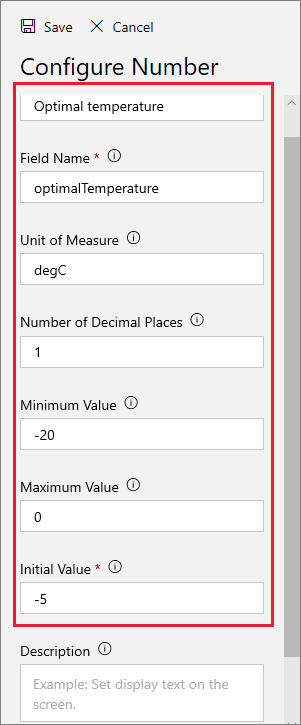 Save Cancel
Configure Number
Optimal temperature
Field Name *
optimalTemperature
Unit of Measure
degC
Number of Decimal Places
1
Minimum Value
-20
Maximum Value
0
Initial Value *
-5
Description
Example: Set display text on the
screen.